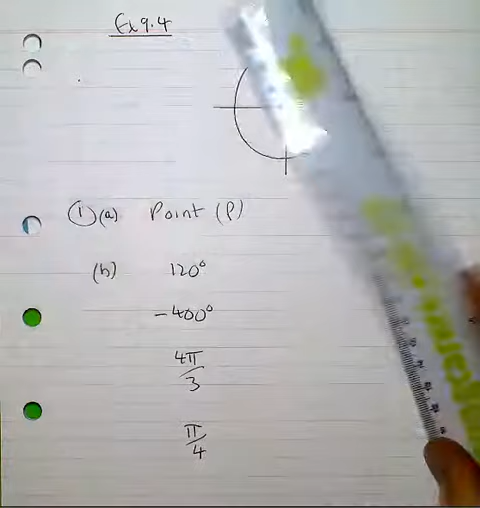 Ex 9.4
①(a) Point (P)
(b) 120°
-400°
4π/3
π/4